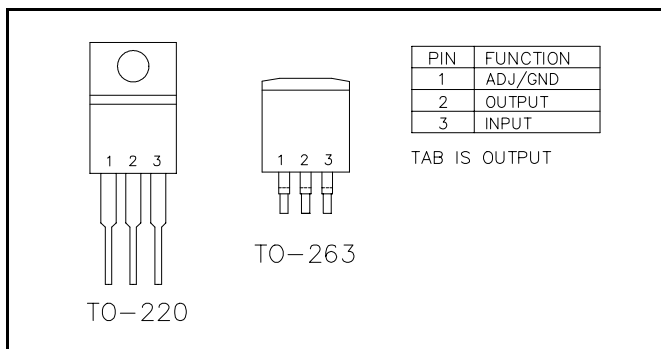 1 2 3
TO-220
1 2 3
TO-263
PIN FUNCTION
1 ADJ/GND
2 OUTPUT
3 INPUT
TAB IS OUTPUT